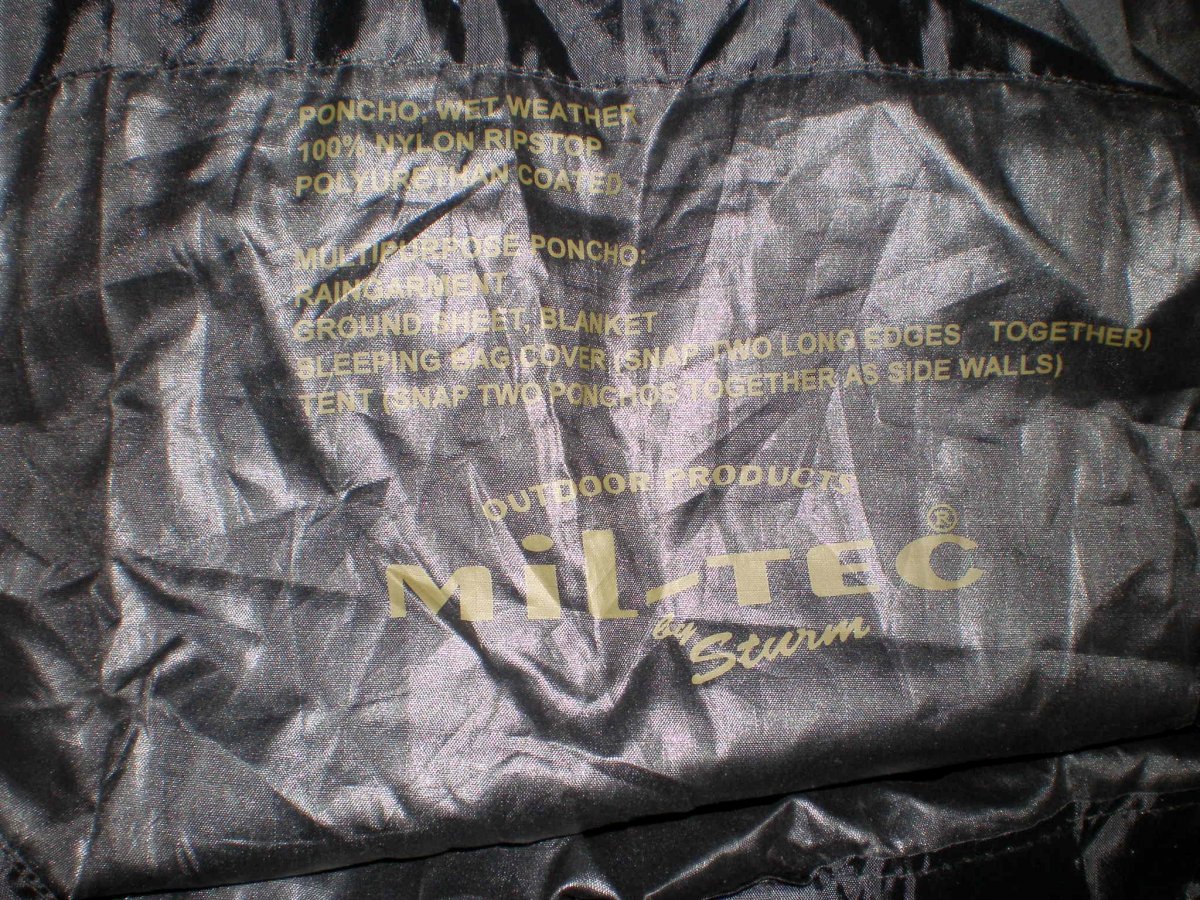 PONCHO, WET WEATHER
100% NYLON RIPSTOP
POLYURETHAN COATED
MULTIPURPOSE PONCHO:
RAINGARMENT
GROUND SHEET, BLANKET
SLEEPING BAG COVER (SNAP TWO LONG EDGES TOGETHER)
TENT (SNAP TWO PONCHOS TOGETHER AS SIDE WALLS)
OUTDOOR PRODUCTS
Mil-TEC®
by Sturm